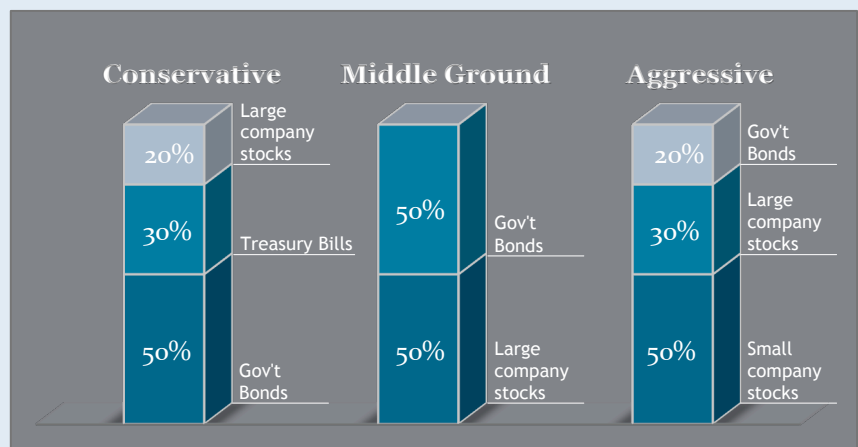 Conservative
Middle Ground
Aggressive
20%
Large
company
stocks
30%
Treasury Bills
50%
Gov't
Bonds
50%
Gov't
Bonds
50%
Large
company
stocks
20%
Gov't
Bonds
30%
Large
company
stocks
50%
Small
company
stocks